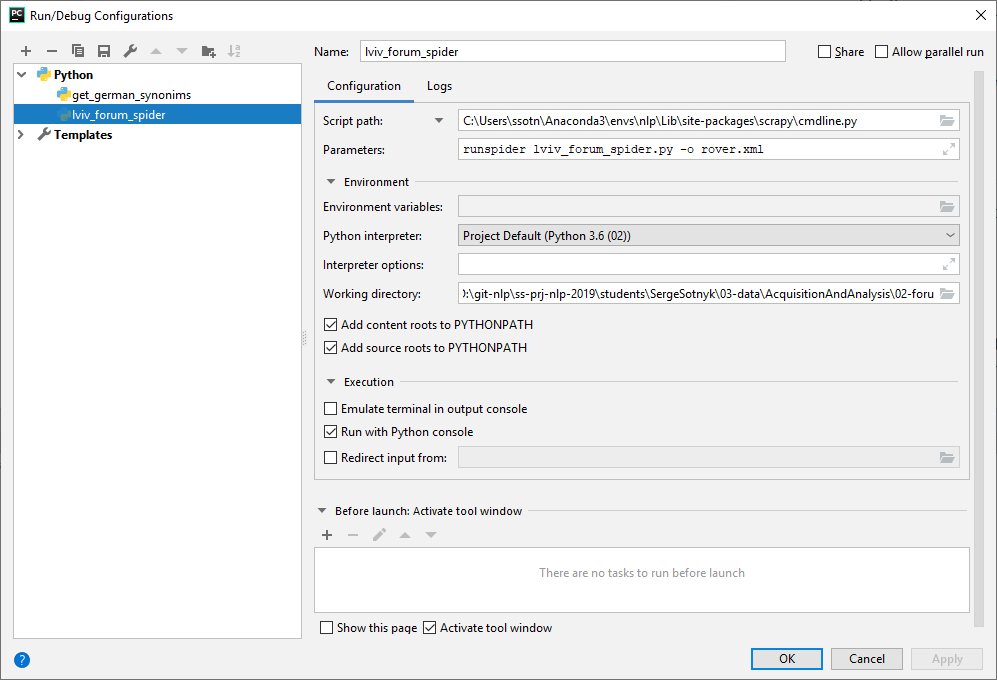 PC Run/Debug Configurations
Name: lviv_forum_spider Share Allow parallel run
Python
get_german_synonims
lviv_forum_spider
Templates
Configuration Logs
Script path: C:\Users\ssotn\Anaconda3\envs\nlp\Lib\site-packages\scrapy\cmdline.py
Parameters: runspider lviv_forum_spider.py -o rover.xml
Environment
Environment variables:
Python interpreter: Project Default (Python 3.6 (02))
Interpreter options:
Working directory: :\git-nlp\ss-prj-nlp-2019\students\SergeSotnyk\03-data\AcquisitionAndAnalysis\02-foru
Add content roots to PYTHONPATH
Add source roots to PYTHONPATH
Execution
Emulate terminal in output console
Run with Python console
Redirect input from:
Before launch: Activate tool window
There are no tasks to run before launch
Show this page Activate tool window
? OK Cancel Apply